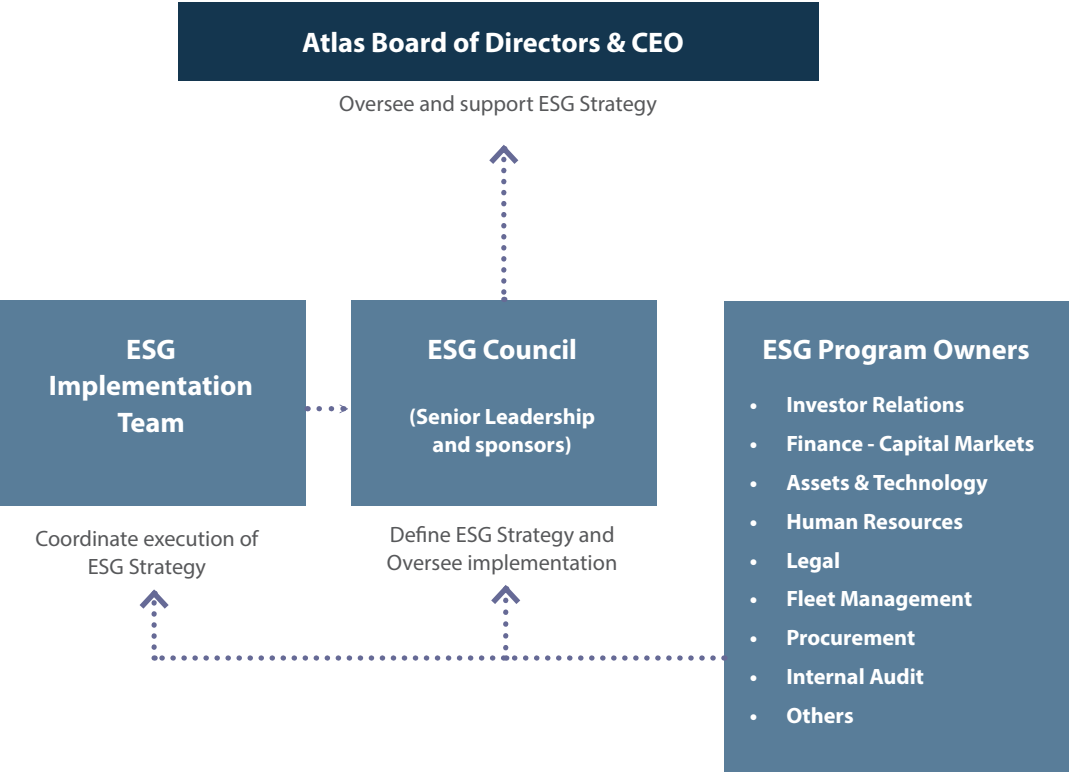 Atlas Board of Directors & CEO
Oversee and support ESG Strategy
ESG
Implementation
Team
Coordinate execution of
ESG Strategy
ESG Council
(Senior Leadership
and sponsors)
Define ESG Strategy and
Oversee implementation
ESG Program Owners
• Investor Relations
• Finance - Capital Markets
• Assets & Technology
• Human Resources
• Legal
• Fleet Management
• Procurement
• Internal Audit
• Others